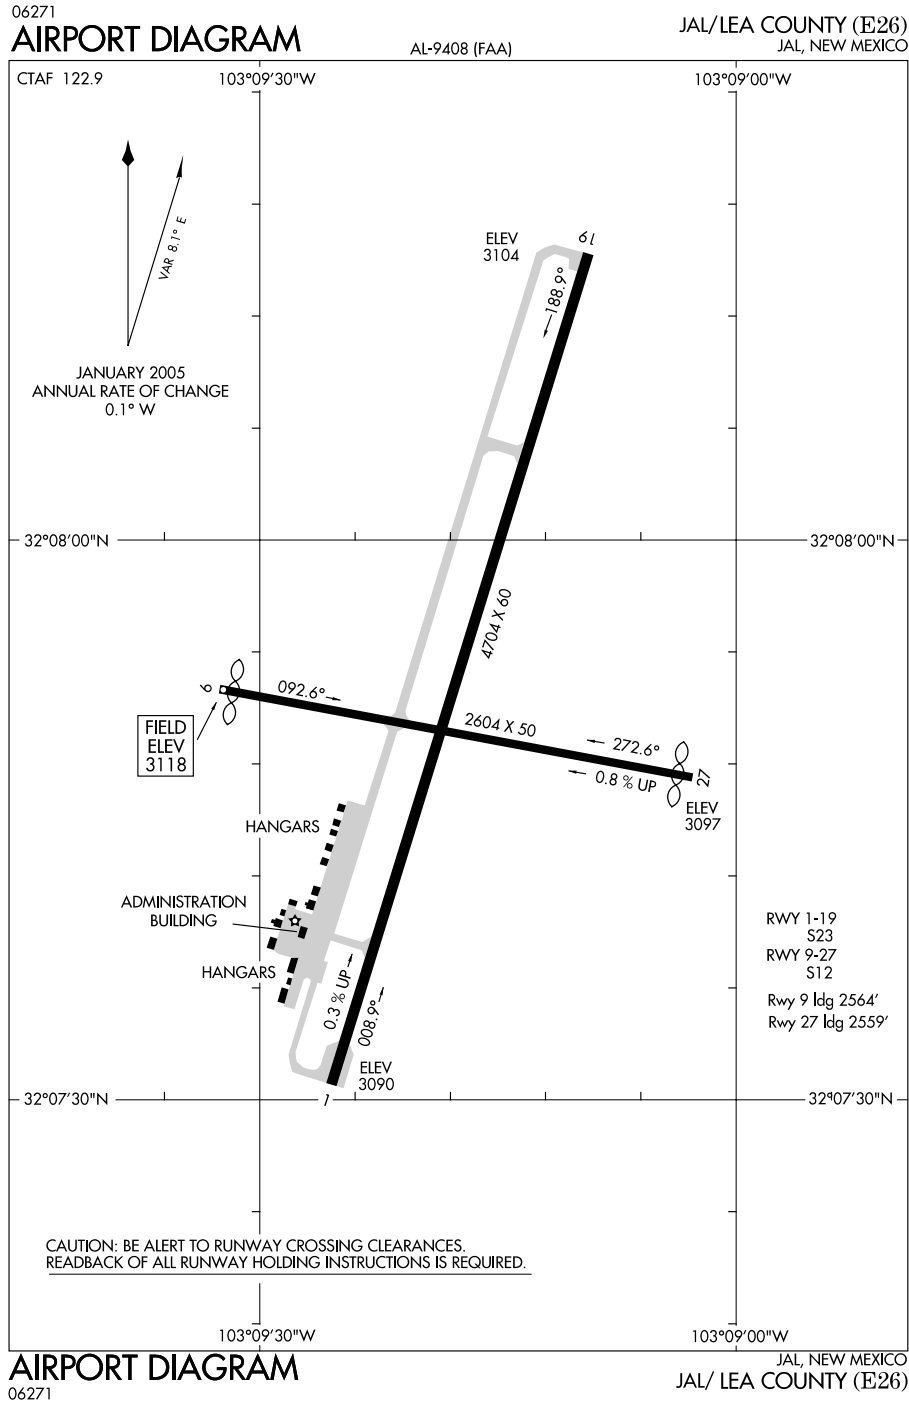 06271
AIRPORT DIAGRAM
AL-9408 (FAA)
JAL/LEA COUNTY (E26)
JAL, NEW MEXICO
CTAF 122.9
103°09'30"W
103°09'00"W
VAR 8.1° E
JANUARY 2005
ANNUAL RATE OF CHANGE
0.1° W
ELEV
3104
19
188.9°
32°08'00"N
32°08'00"N
4704 X 60
9
092.6°
FIELD
ELEV
3118
2604 X 50
272.6°
0.8 % UP
27
ELEV
3097
HANGARS
ADMINISTRATION
BUILDING
HANGARS
0.3 % UP
008.9°
ELEV
3090
1
RWY 1-19
S23
RWY 9-27
S12
Rwy 9 ldg 2564'
Rwy 27 ldg 2559'
32°07'30"N
32°07'30"N
CAUTION: BE ALERT TO RUNWAY CROSSING CLEARANCES.
READBACK OF ALL RUNWAY HOLDING INSTRUCTIONS IS REQUIRED.
103°09'30"W
103°09'00"W
AIRPORT DIAGRAM
06271
JAL, NEW MEXICO
JAL/ LEA COUNTY (E26)